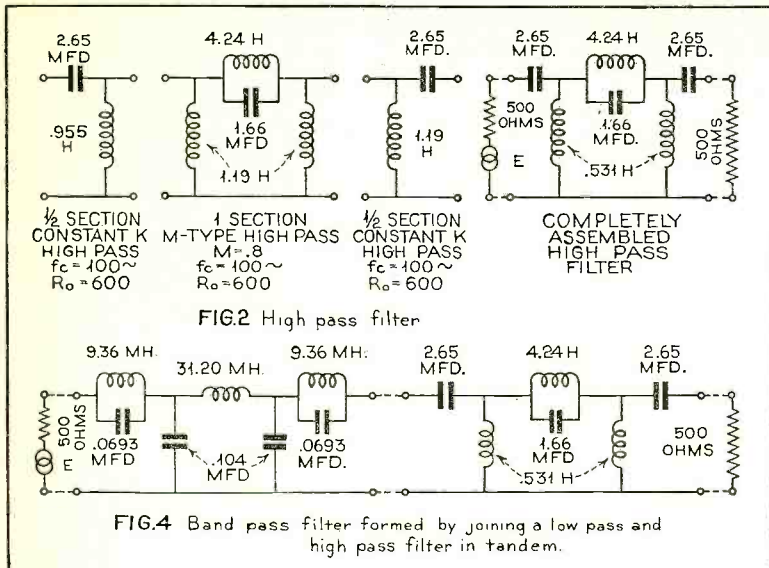 2.65
MFD
.955
H
½ SECTION
CONSTANT K
HIGH PASS
fc = 100~
Ro = 600
4.24 H
1.66
MFD
1.19 H
1 SECTION
M-TYPE HIGH PASS
M=.8
fc = 100~
Ro = 600
2.65
MFD.
1.19
H
½ SECTION
CONSTANT K
HIGH PASS
fc = 100~
Ro = 600
2.65
MFD.
4.24 H
2.65
MFD.
500
OHMS
1.66
MFD.
.531 H
E
500
OHMS
COMPLETELY
ASSEMBLED
HIGH PASS
FILTER
FIG.2 High pass filter
9.36 MH.
31.20 MH.
9.36 MH.
2.65
MFD.
4.24 H
2.65
MFD.
500
OHMS
E
.0693
MFD
.104
MFD
.0693
MFD.
1.66
MFD
.531 H
500
OHMS
FIG.4 Band pass filter formed by joining a low pass and
high pass filter in tandem.